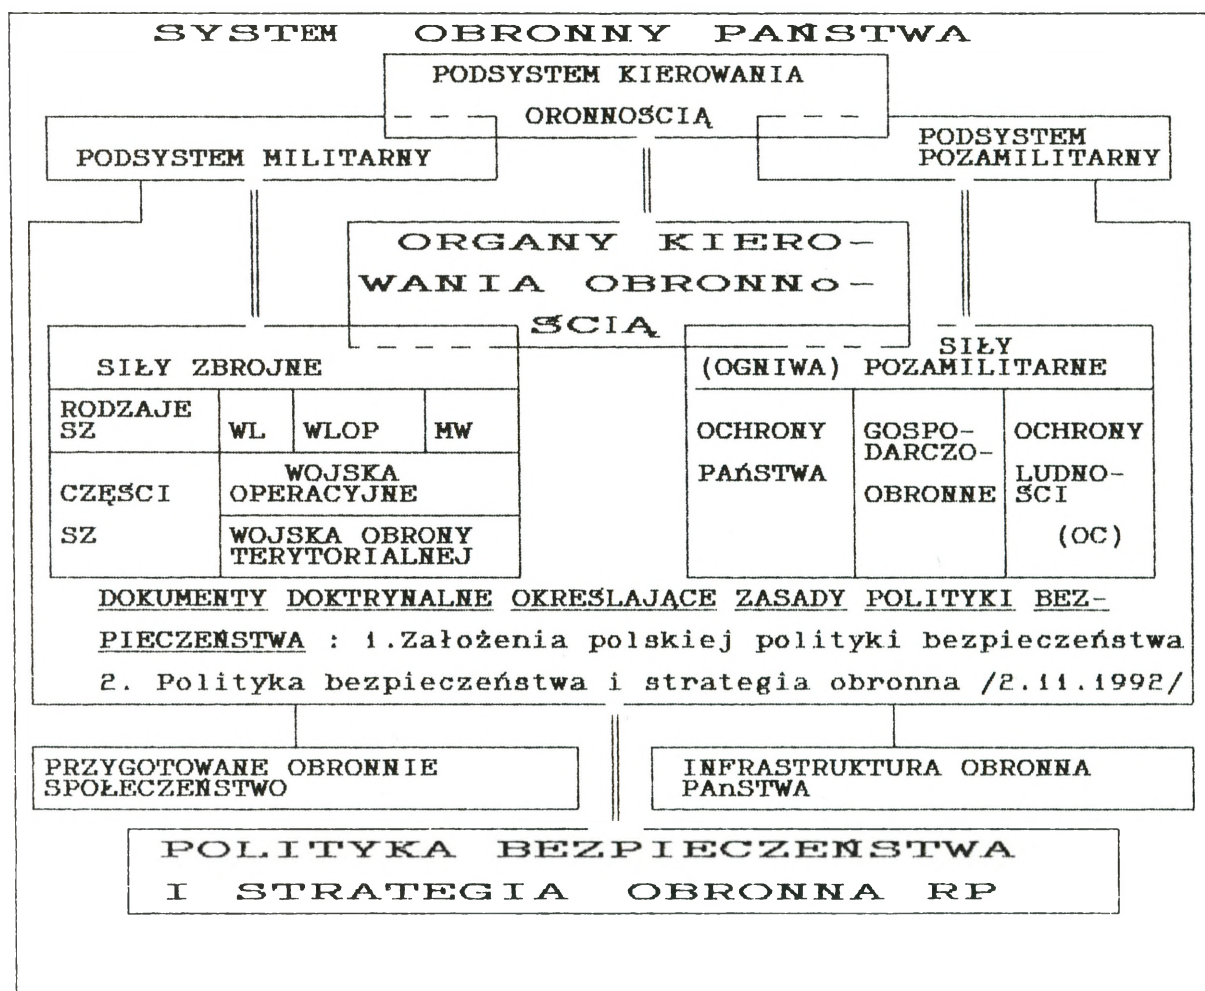 SYSTEM OBRONNY PAŃSTWA
PODSYSTEM KIEROWANIA
ORONNOŚCIĄ
PODSYSTEM MILITARNY
PODSYSTEM
POZAMILITARNY
ORGANY KIERO-
WANIA OBRONNo-
ŚCIĄ
SIŁY ZBROJNE
RODZAJE
SZ
WL
WLOP
MW
CZĘŚCI
SZ
WOJSKA
OPERACYJNE
WOJSKA OBRONY
TERYTORIALNEJ
SIŁY
(OGNIWA) POZAMILITARNE
OCHRONY
PAńSTWA
GOSPO-
DARCZO-
OBRONNE
OCHRONY
LUDNO-
ŚCI
(OC)
DOKUMENTY DOKTRYNALNE OKREŚLAJĄCE ZASADY POLITYKI BEZ-
PIECZEŃSTWA : 1.Założenia polskiej polityki bezpieczeństwa
2. Polityka bezpieczeństwa i strategia obronna /2.11.1992/
PRZYGOTOWANE OBRONNIE
SPOŁECZEŃSTWO
INFRASTRUKTURA OBRONNA
PAnSTWA
POLITYKA BEZPIECZEŃSTWA
I STRATEGIA OBRONNA RP